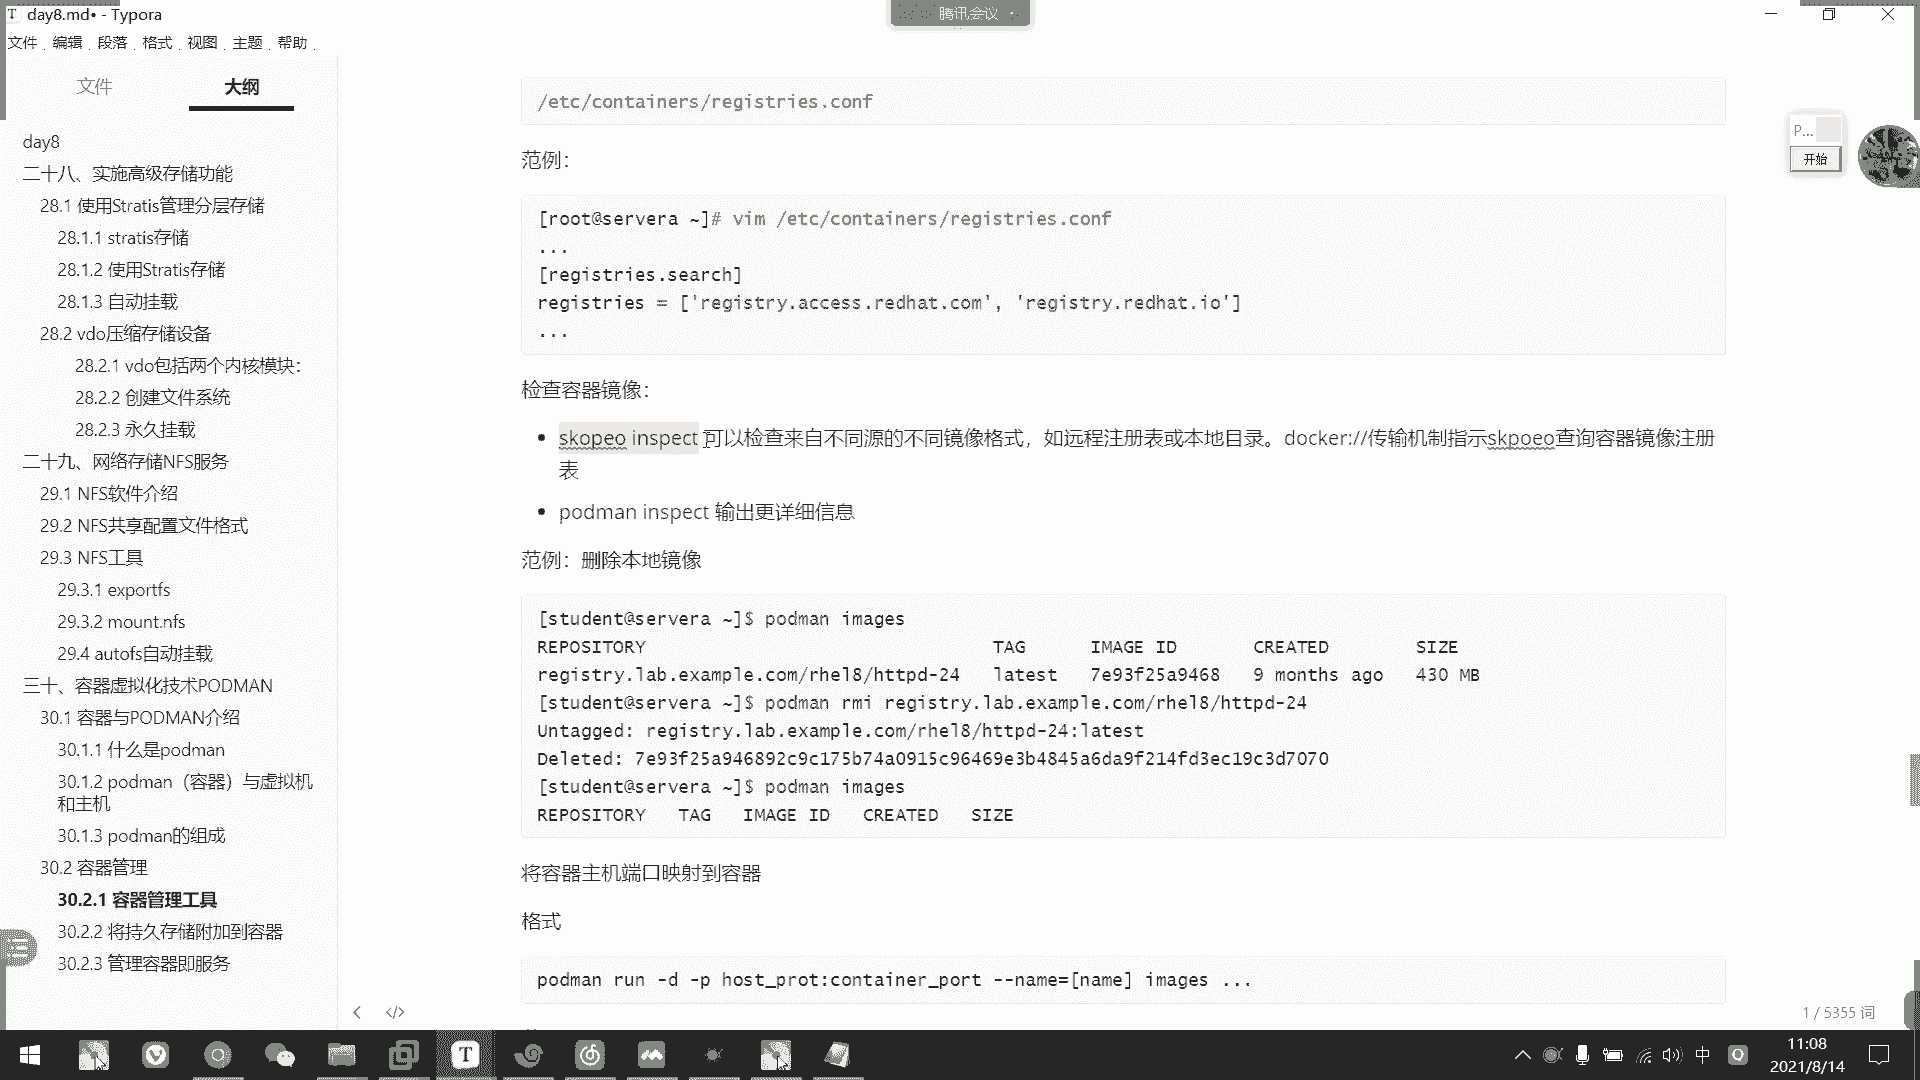 day8.md• - Typora
腾讯会议
文件 编辑 段落 格式 视图 主题 帮助
文件 大纲
day8
二十八、实施高级存储功能
28.1 使用Stratis管理分层存储
28.1.1 stratis存储
28.1.2 使用Stratis存储
28.1.3 自动挂载
28.2 vdo压缩存储设备
28.2.1 vdo包括两个内核模块：
28.2.2 创建文件系统
28.2.3 永久挂载
二十九、网络存储NFS服务
29.1 NFS软件介绍
29.2 NFS共享配置文件格式
29.3 NFS工具
29.3.1 exportfs
29.3.2 mount.nfs
29.4 autofs自动挂载
三十、容器虚拟化技术PODMAN
30.1 容器与PODMAN介绍
30.1.1 什么是podman
30.1.2 podman（容器）与虚拟机
和主机
30.1.3 podman的组成
30.2 容器管理
30.2.1 容器管理工具
30.2.2 将持久存储附加到容器
30.2.3 管理容器即服务
/etc/containers/registries.conf
范例：
[root@servera ~]# vim /etc/containers/registries.conf
...
[registries.search]
registries = ['registry.access.redhat.com', 'registry.redhat.io']
...
检查容器镜像：
• skopeo inspect 可以检查来自不同源的不同镜像格式，如远程注册表或本地目录。docker://传输机制指示skpoeo查询容器镜像注册
表
• podman inspect 输出更详细信息
范例：删除本地镜像
[student@servera ~]$ podman images
REPOSITORY TAG IMAGE ID CREATED SIZE
registry.lab.example.com/rhel8/httpd-24 latest 7e93f25a9468 9 months ago 430 MB
[student@servera ~]$ podman rmi registry.lab.example.com/rhel8/httpd-24
Untagged: registry.lab.example.com/rhel8/httpd-24:latest
Deleted: 7e93f25a946892c9c175b74a0915c96469e3b4845a6da9f214fd3ec19c3d7070
[student@servera ~]$ podman images
REPOSITORY TAG IMAGE ID CREATED SIZE
将容器主机端口映射到容器
格式
podman run -d -p host_prot:container_port --name=[name] images ...
P...
开始
1 / 5355 词
中
11:08
2021/8/14